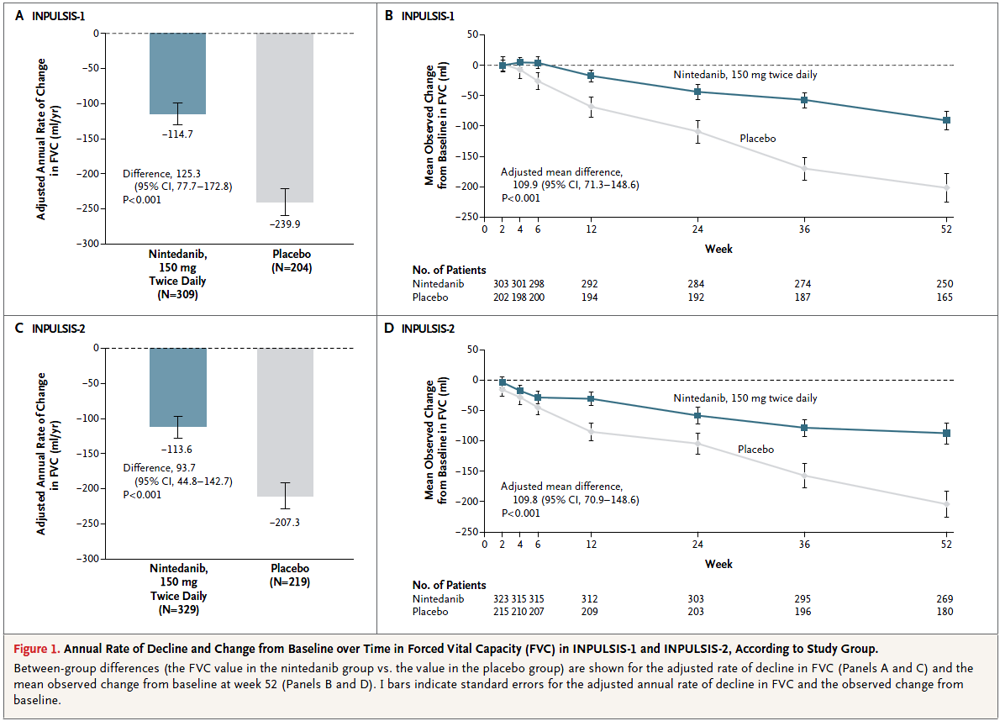 A INPULSIS-1
Adjusted Annual Rate of Change
in FVC (ml/yr)
0
−50
−100
−150
−200
−250
−300
−114.7
−239.9
Difference, 125.3
(95% CI, 77.7–172.8)
P<0.001
Nintedanib,
150 mg
Twice Daily
(N=309)
Placebo
(N=204)
B INPULSIS-1
Mean Observed Change
from Baseline in FVC (ml)
50
0
−50
−100
−150
−200
−250
Nintedanib, 150 mg twice daily
Placebo
Adjusted mean difference,
109.9 (95% CI, 71.3–148.6)
P<0.001
0 2 4 6 12 24 36 52
Week
No. of Patients
Nintedanib 303 301 298 292 284 274 250
Placebo 202 198 200 194 192 187 165
C INPULSIS-2
Adjusted Annual Rate of Change
in FVC (ml/yr)
0
−50
−100
−150
−200
−250
−300
−113.6
−207.3
Difference, 93.7
(95% CI, 44.8–142.7)
P<0.001
Nintedanib,
150 mg
Twice Daily
(N=329)
Placebo
(N=219)
D INPULSIS-2
Mean Observed Change
from Baseline in FVC (ml)
50
0
−50
−100
−150
−200
−250
Nintedanib, 150 mg twice daily
Placebo
Adjusted mean difference,
109.8 (95% CI, 70.9–148.6)
P<0.001
0 2 4 6 12 24 36 52
Week
No. of Patients
Nintedanib 323 315 315 312 303 295 269
Placebo 215 210 207 209 203 196 180
Figure 1. Annual Rate of Decline and Change from Baseline over Time in Forced Vital Capacity (FVC) in INPULSIS-1 and INPULSIS-2, According to Study Group.
Between-group differences (the FVC value in the nintedanib group vs. the value in the placebo group) are shown for the adjusted rate of decline in FVC (Panels A and C) and the
mean observed change from baseline at week 52 (Panels B and D). I bars indicate standard errors for the adjusted annual rate of decline in FVC and the observed change from
baseline.